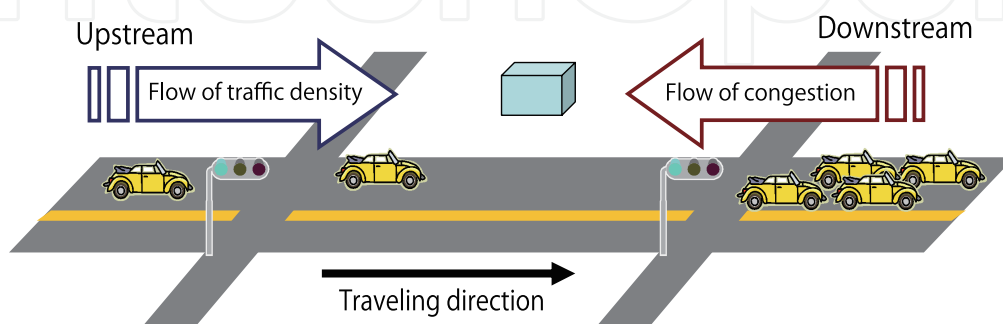 Upstream
Downstream
Flow of traffic density
Flow of congestion
Traveling direction